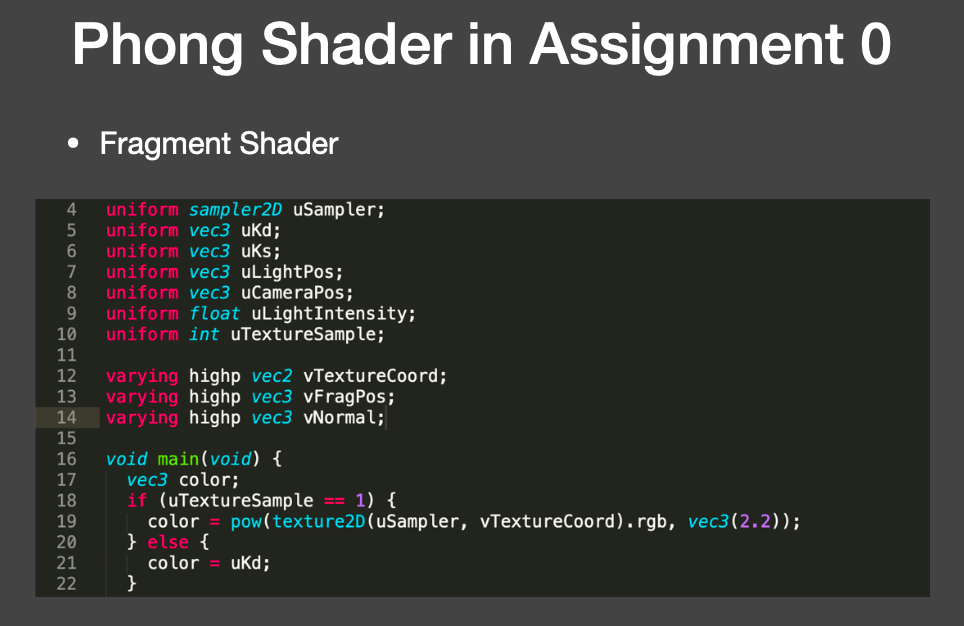 Phong Shader in Assignment 0
• Fragment Shader
4 uniform sampler2D uSampler;
5 uniform vec3 uKd;
6 uniform vec3 uKs;
7 uniform vec3 uLightPos;
8 uniform vec3 uCameraPos;
9 uniform float uLightIntensity;
10 uniform int uTextureSample;
11
12 varying highp vec2 vTextureCoord;
13 varying highp vec3 vFragPos;
14 varying highp vec3 vNormal;
15
16 void main(void) {
17   vec3 color;
18   if (uTextureSample == 1) {
19     color = pow(texture2D(uSampler, vTextureCoord).rgb, vec3(2.2));
20   } else {
21     color = uKd;
22   }